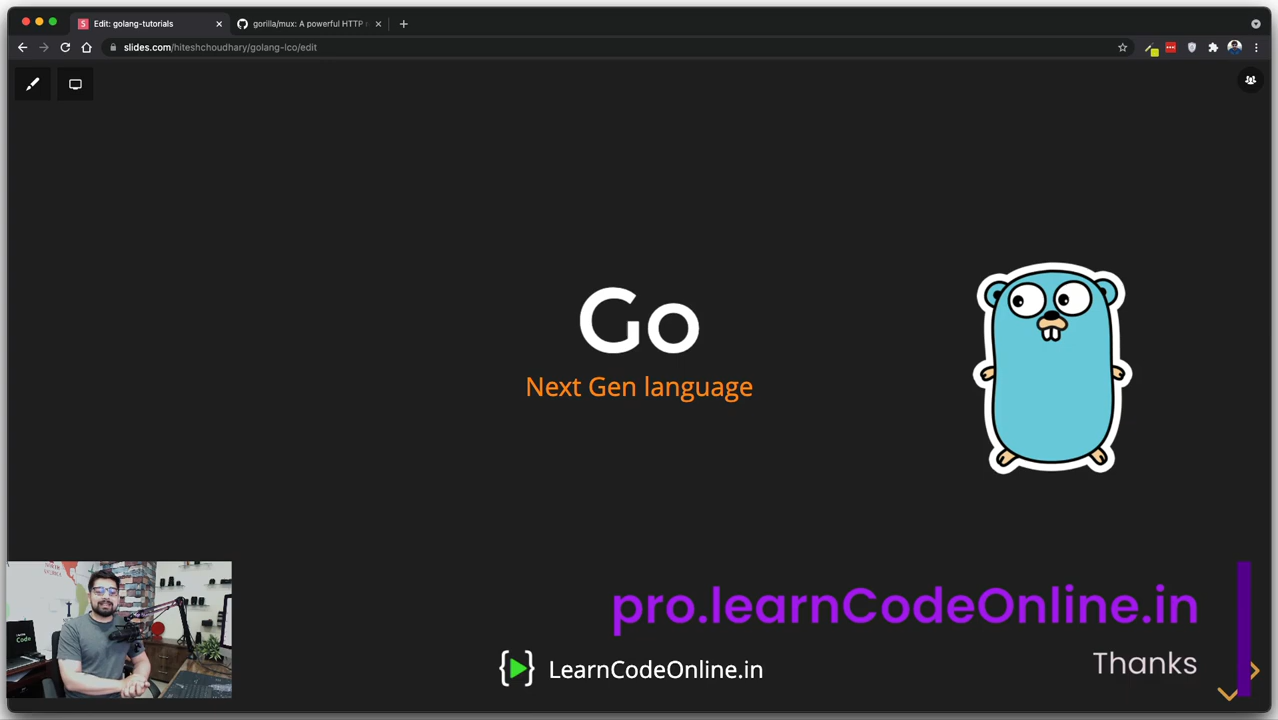 Edit: golang-tutorials
gorilla/mux: A powerful HTTP
slides.com/hiteshchoudhary/golang-lco/edit
Go
Next Gen language
pro.learnCodeOnline.in
LearnCodeOnline.in
Thanks